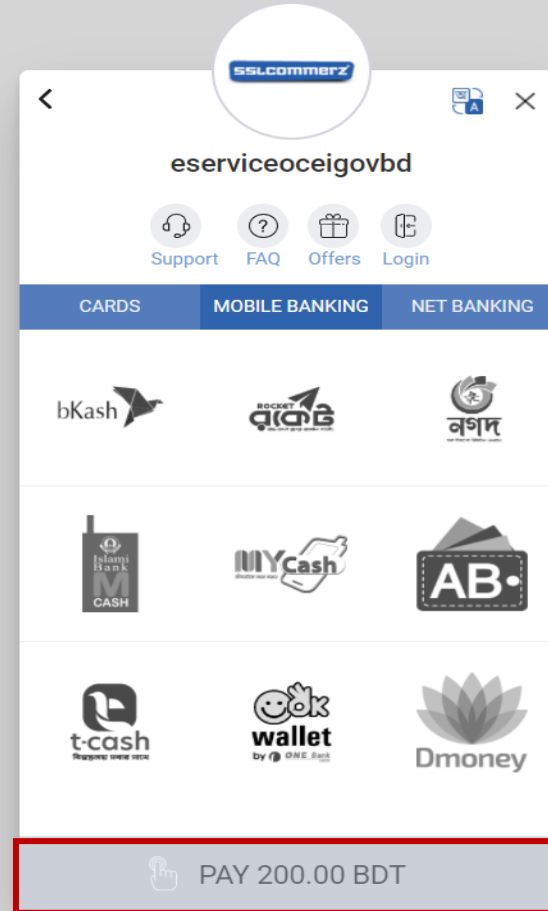 SSLCOMMERZ
অ A
eserviceoceigovbd
Support FAQ Offers Login
CARDS MOBILE BANKING NET BANKING
bKash
ROCKET
রকেট
নগদ
Islami
Bank
M
CASH
MYCash
AB
t-cash
OK
wallet
by ONE Bank
Dmoney
PAY 200.00 BDT